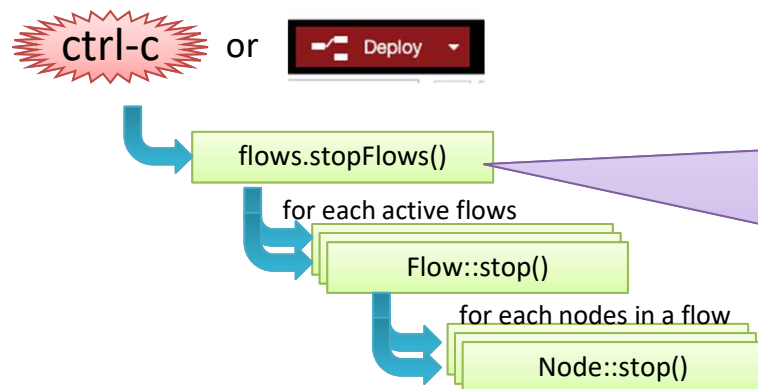 ctrl-c or Deploy
flows.stopFlows()
for each active flows
Flow::stop()
for each nodes in a flow
Node::stop()